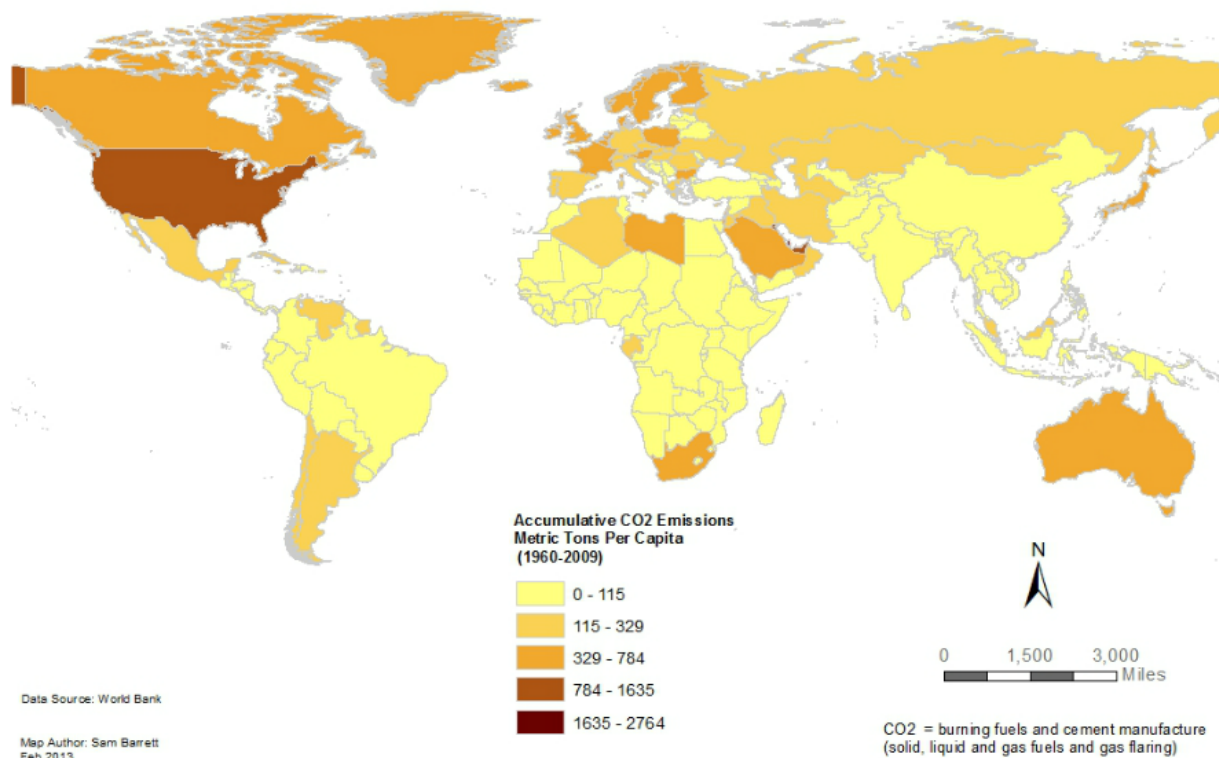 Accumulative CO2 Emissions
Metric Tons Per Capita
(1960-2009)
0 - 115
115 - 329
329 - 784
784 - 1635
1635 - 2764
N
0 1,500 3,000
Miles
Data Source: World Bank
Map Author: Sam Barrett
Feb 2013
CO2 = burning fuels and cement manufacture
(solid, liquid and gas fuels and gas flaring)